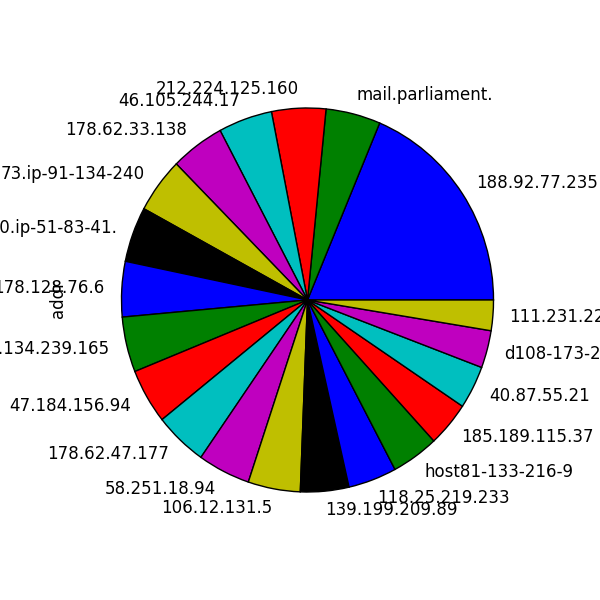 212.224.125.160
mail.parliament.
46.105.244.17
178.62.33.138
73.ip-91-134-240
188.92.77.235
0.ip-51-83-41.
178.128.76.6
addr
111.231.22
.134.239.165
d108-173-2
40.87.55.21
47.184.156.94
185.189.115.37
178.62.47.177
host81-133-216-9
58.251.18.94
118.25.219.233
106.12.131.5
139.199.209.89